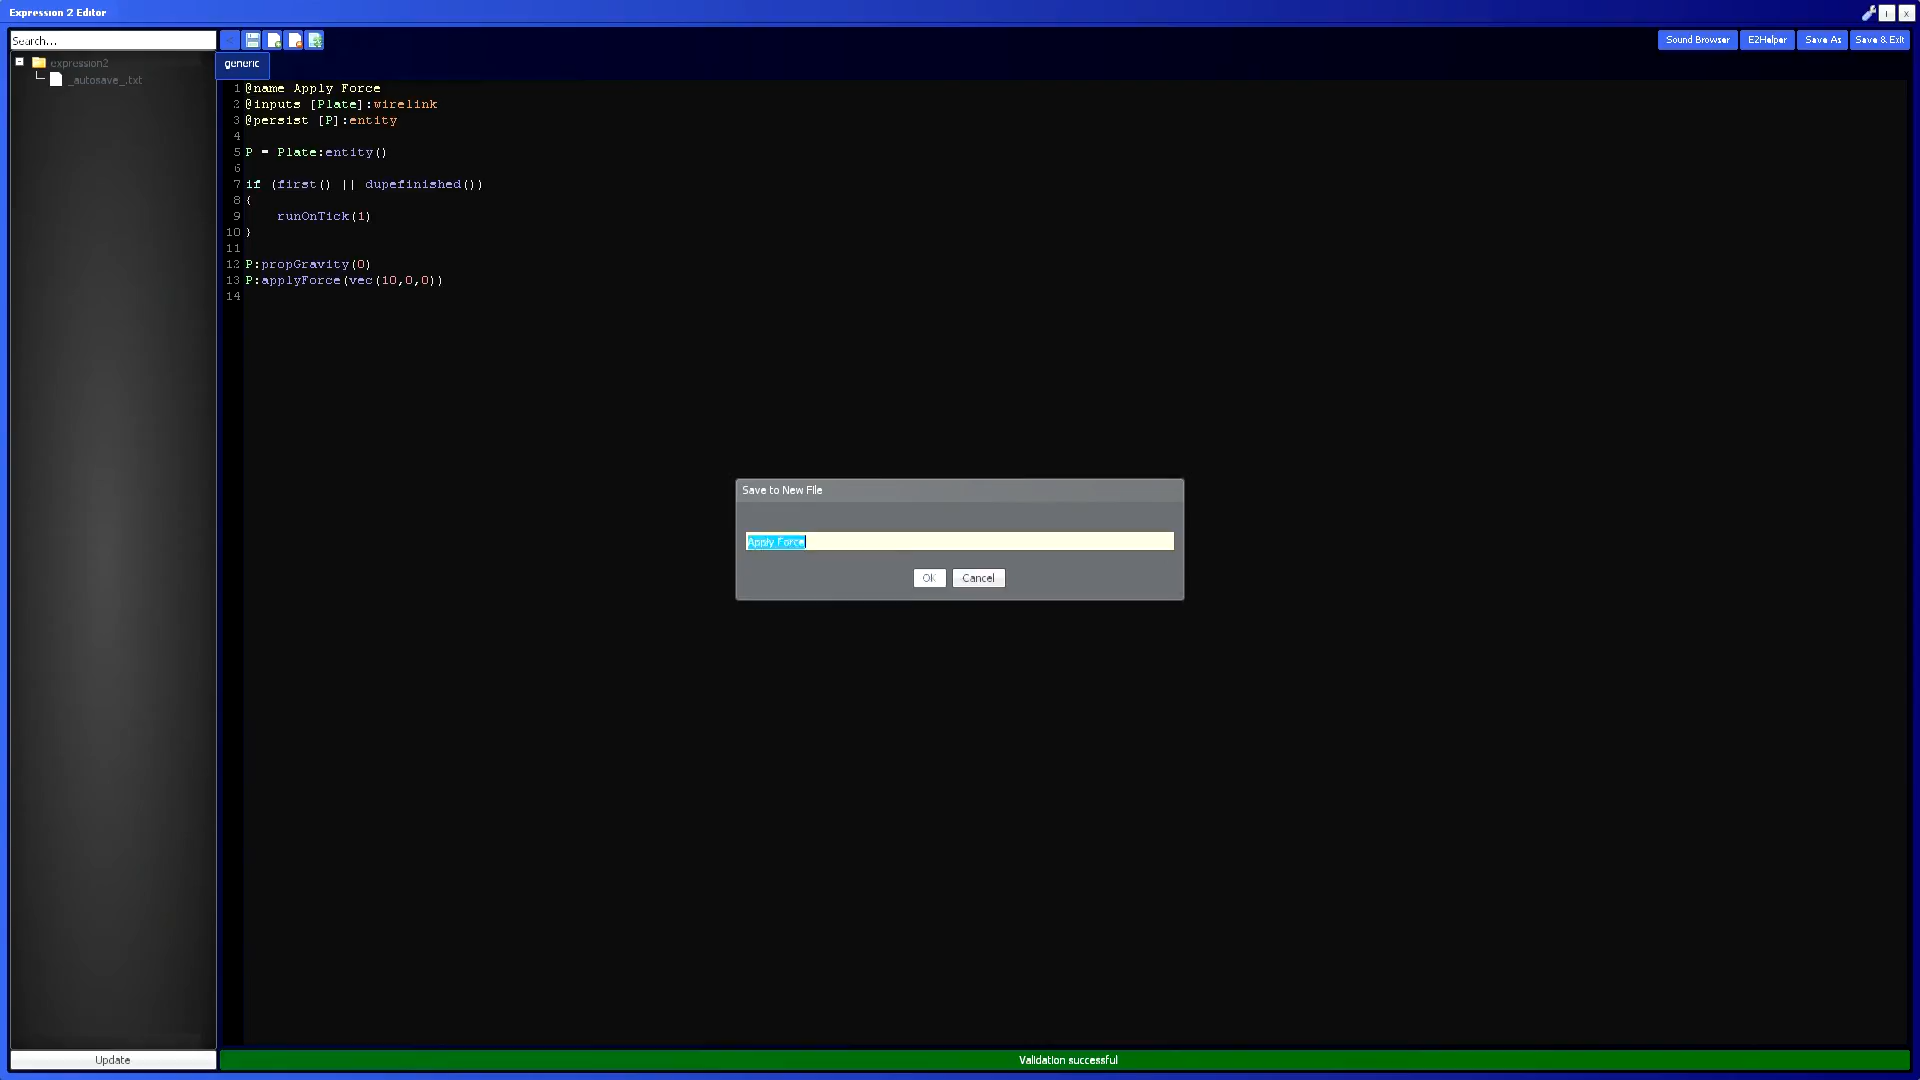 Expression 2 Editor
Search...
Sound Browser
E2Helper
Save As
Save & Exit
expression2
_autosave_.txt
generic
1 @name Apply Force
2 @inputs [Plate]:wirelink
3 @persist [P]:entity
4
5 P = Plate:entity()
6
7 if (first() || dupefinished())
8 {
9 runOnTick(1)
10 }
11
12 P:propGravity(0)
13 P:applyForce(vec(10,0,0))
14
Save to New File
Apply Force
OK
Cancel
Update
Validation successful